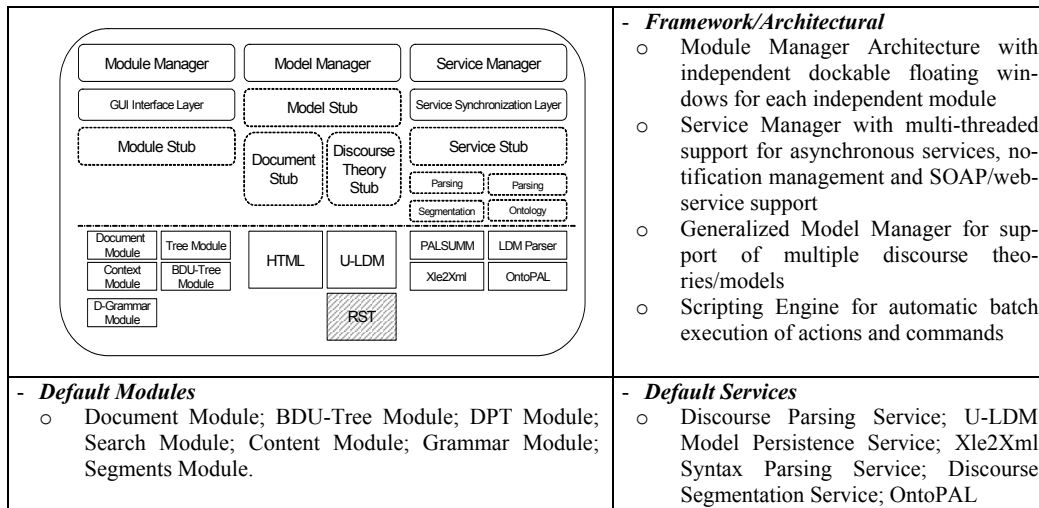 Module Manager
Model Manager
Service Manager
GUI Interface Layer
Model Stub
Service Synchronization Layer
Module Stub
Document
Stub
Discourse
Theory
Stub
Service Stub
Parsing
Parsing
Segmentation
Ontology
Document
Module
Tree Module
Context
Module
BDU-Tree
Module
D-Grammar
Module
HTML
U-LDM
RST
PALSUMM
LDM Parser
Xle2Xml
OntoPAL
- Framework/Architectural
o Module Manager Architecture with
independent dockable floating win-
dows for each independent module
o Service Manager with multi-threaded
support for asynchronous services, no-
tification management and SOAP/web-
service support
o Generalized Model Manager for sup-
port of multiple discourse theo-
ries/models
o Scripting Engine for automatic batch
execution of actions and commands
- Default Modules
o Document Module; BDU-Tree Module; DPT Module;
Search Module; Content Module; Grammar Module;
Segments Module.
- Default Services
o Discourse Parsing Service; U-LDM
Model Persistence Service; Xle2Xml
Syntax Parsing Service; Discourse
Segmentation Service; OntoPAL